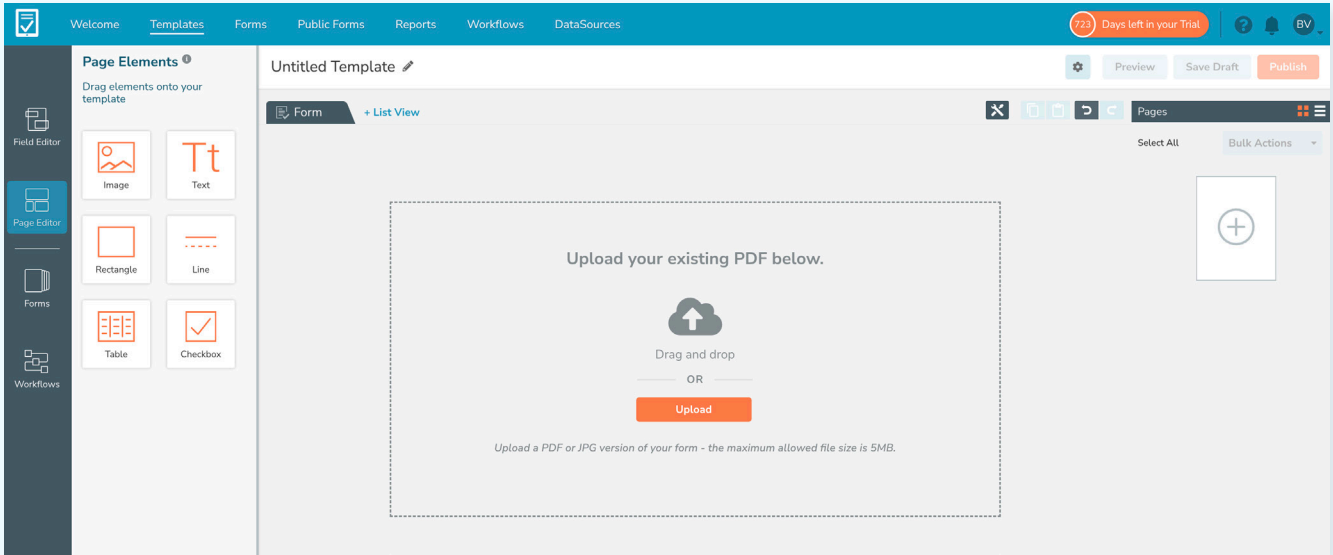 Welcome
Templates
Forms
Public Forms
Reports
Workflows
DataSources
723 Days left in your Trial
?
BV
Field Editor
Page Editor
Forms
Workflows
Page Elements
Drag elements onto your
template
Image
Tt
Text
Rectangle
Line
Table
Checkbox
Untitled Template
Preview
Save Draft
Publish
Form
+ List View
Pages
Select All
Bulk Actions
Upload your existing PDF below.
Drag and drop
OR
Upload
Upload a PDF or JPG version of your form - the maximum allowed file size is 5MB.